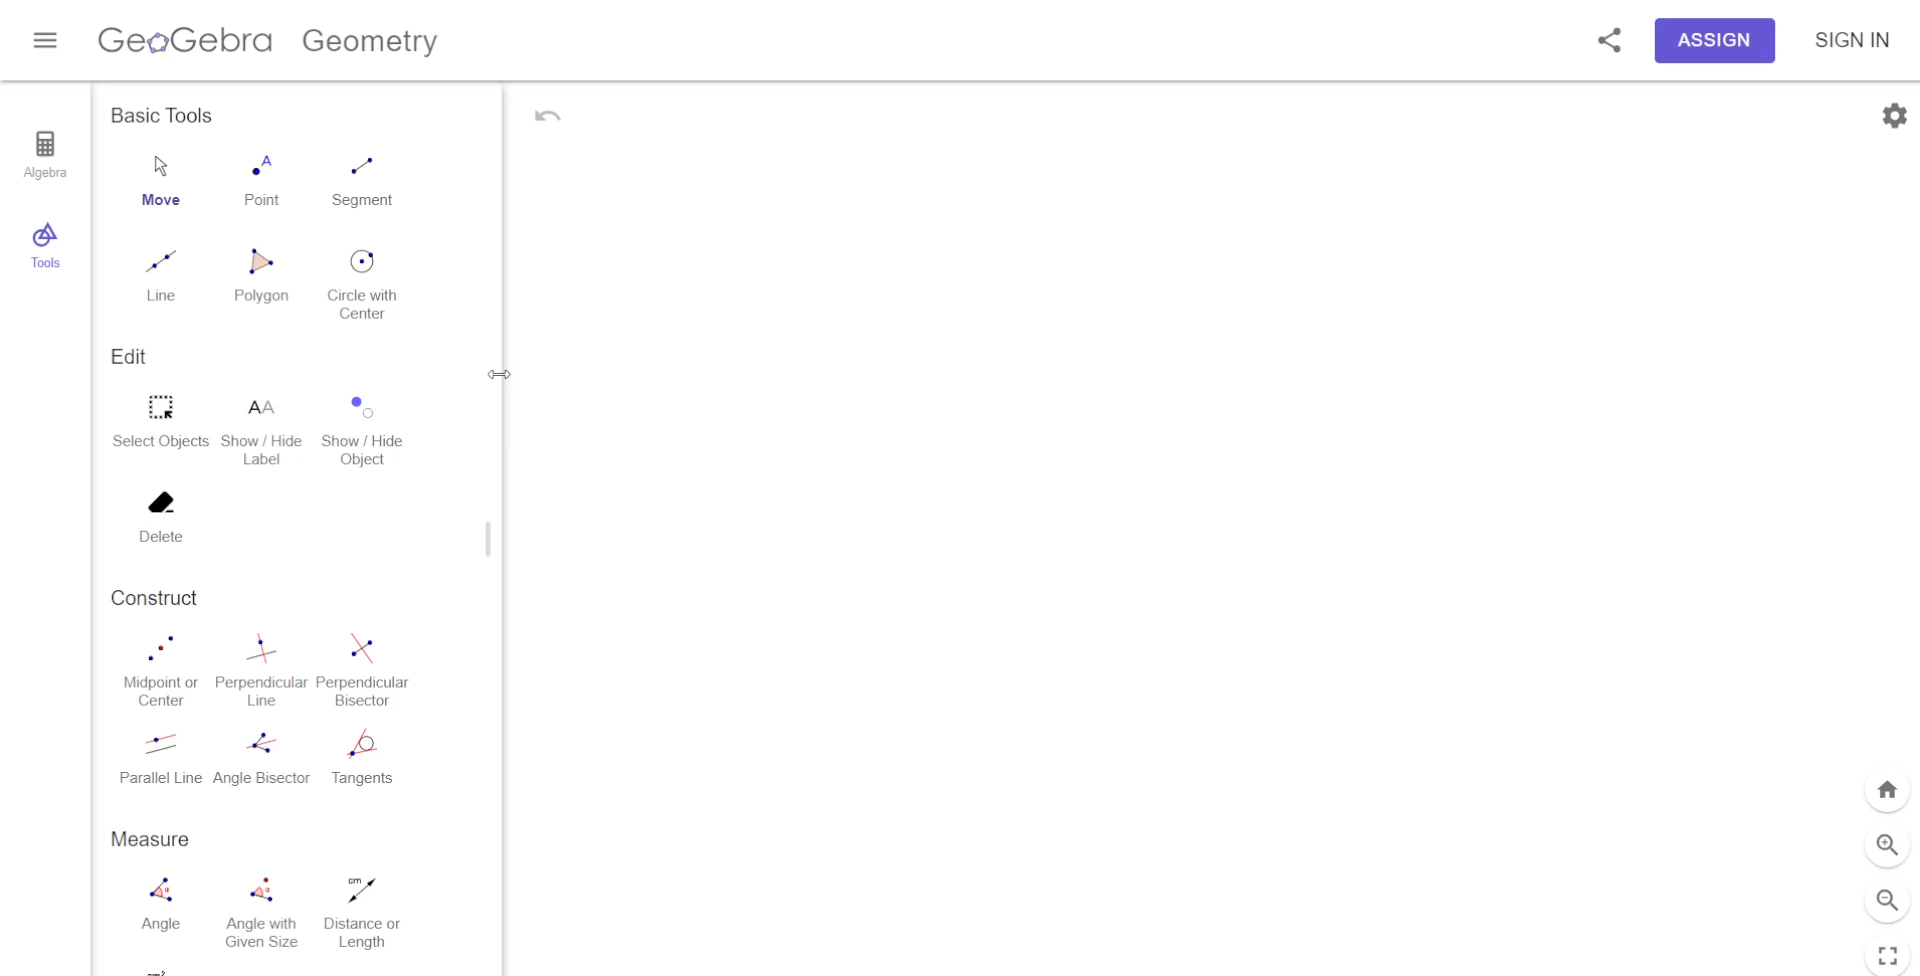 GeoGebra Geometry
ASSIGN
SIGN IN
Algebra
Tools
Basic Tools
A
Move
Point
Segment
Line
Polygon
Circle with
Center
Edit
AA
Select Objects
Show / Hide
Label
Show / Hide
Object
Delete
Construct
Midpoint or
Center
Perpendicular
Line
Perpendicular
Bisector
Parallel Line
Angle Bisector
Tangents
Measure
cm
Angle
Angle with
Given Size
Distance or
Length